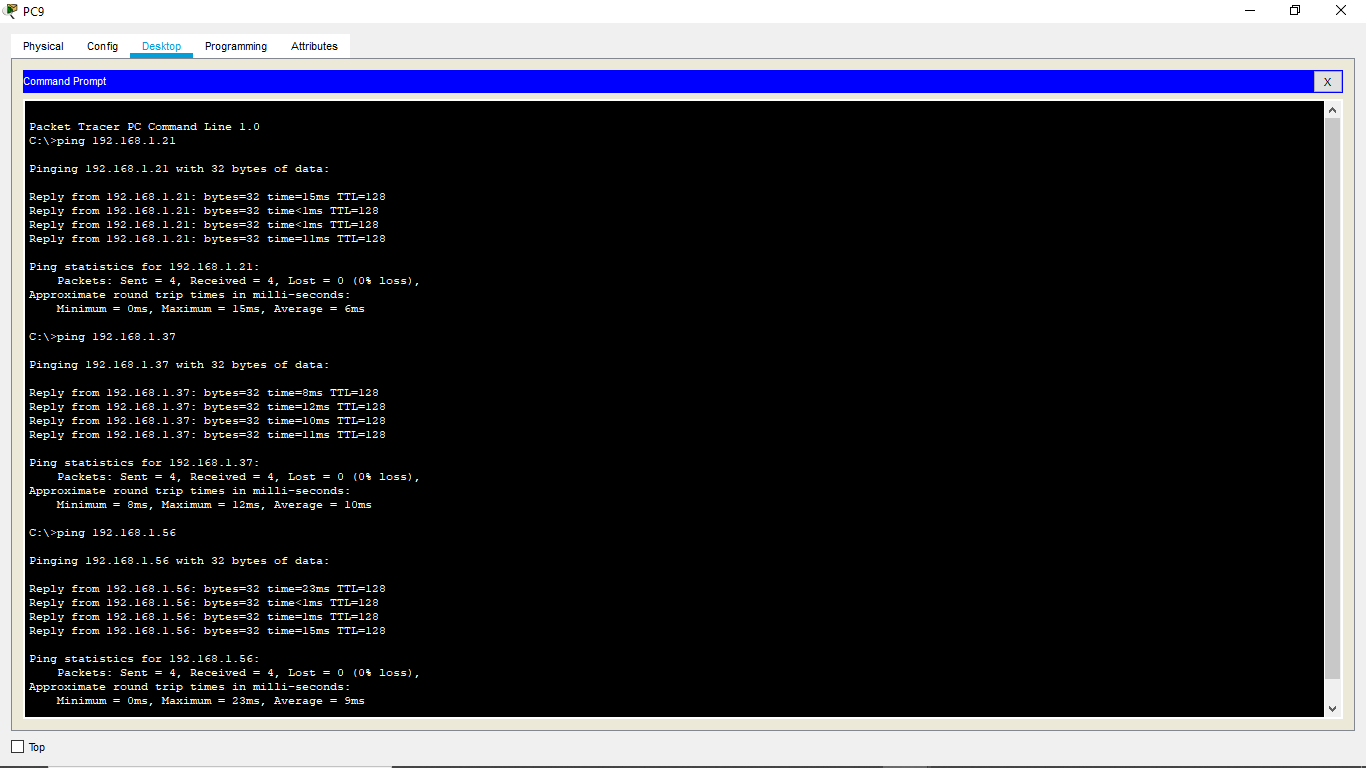 PC9
Physical Config Desktop Programming Attributes
Command Prompt X
Packet Tracer PC Command Line 1.0
C:\>ping 192.168.1.21
Pinging 192.168.1.21 with 32 bytes of data:
Reply from 192.168.1.21: bytes=32 time=15ms TTL=128
Reply from 192.168.1.21: bytes=32 time<1ms TTL=128
Reply from 192.168.1.21: bytes=32 time<1ms TTL=128
Reply from 192.168.1.21: bytes=32 time=11ms TTL=128
Ping statistics for 192.168.1.21:
Packets: Sent = 4, Received = 4, Lost = 0 (0% loss),
Approximate round trip times in milli-seconds:
Minimum = 0ms, Maximum = 15ms, Average = 6ms
C:\>ping 192.168.1.37
Pinging 192.168.1.37 with 32 bytes of data:
Reply from 192.168.1.37: bytes=32 time=8ms TTL=128
Reply from 192.168.1.37: bytes=32 time=12ms TTL=128
Reply from 192.168.1.37: bytes=32 time=10ms TTL=128
Reply from 192.168.1.37: bytes=32 time=11ms TTL=128
Ping statistics for 192.168.1.37:
Packets: Sent = 4, Received = 4, Lost = 0 (0% loss),
Approximate round trip times in milli-seconds:
Minimum = 8ms, Maximum = 12ms, Average = 10ms
C:\>ping 192.168.1.56
Pinging 192.168.1.56 with 32 bytes of data:
Reply from 192.168.1.56: bytes=32 time=23ms TTL=128
Reply from 192.168.1.56: bytes=32 time<1ms TTL=128
Reply from 192.168.1.56: bytes=32 time=1ms TTL=128
Reply from 192.168.1.56: bytes=32 time=15ms TTL=128
Ping statistics for 192.168.1.56:
Packets: Sent = 4, Received = 4, Lost = 0 (0% loss),
Approximate round trip times in milli-seconds:
Minimum = 0ms, Maximum = 23ms, Average = 9ms
Top